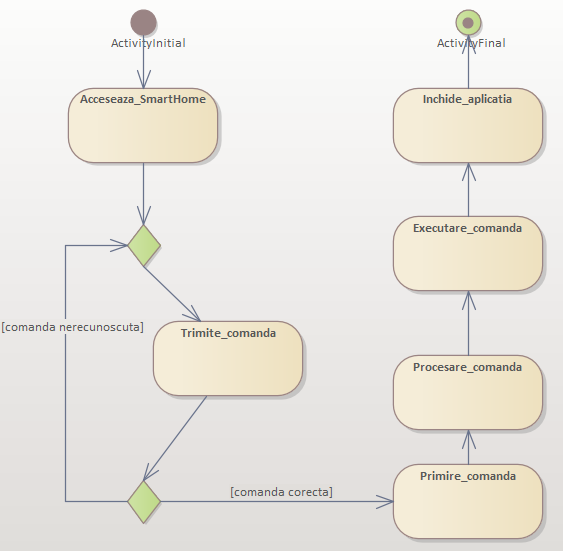 ActivityInitial
Acceseaza_SmartHome
[comanda nerecunoscuta]
Trimite_comanda
[comanda corecta]
Primire_comanda
Procesare_comanda
Executare_comanda
Inchide_aplicatia
ActivityFinal